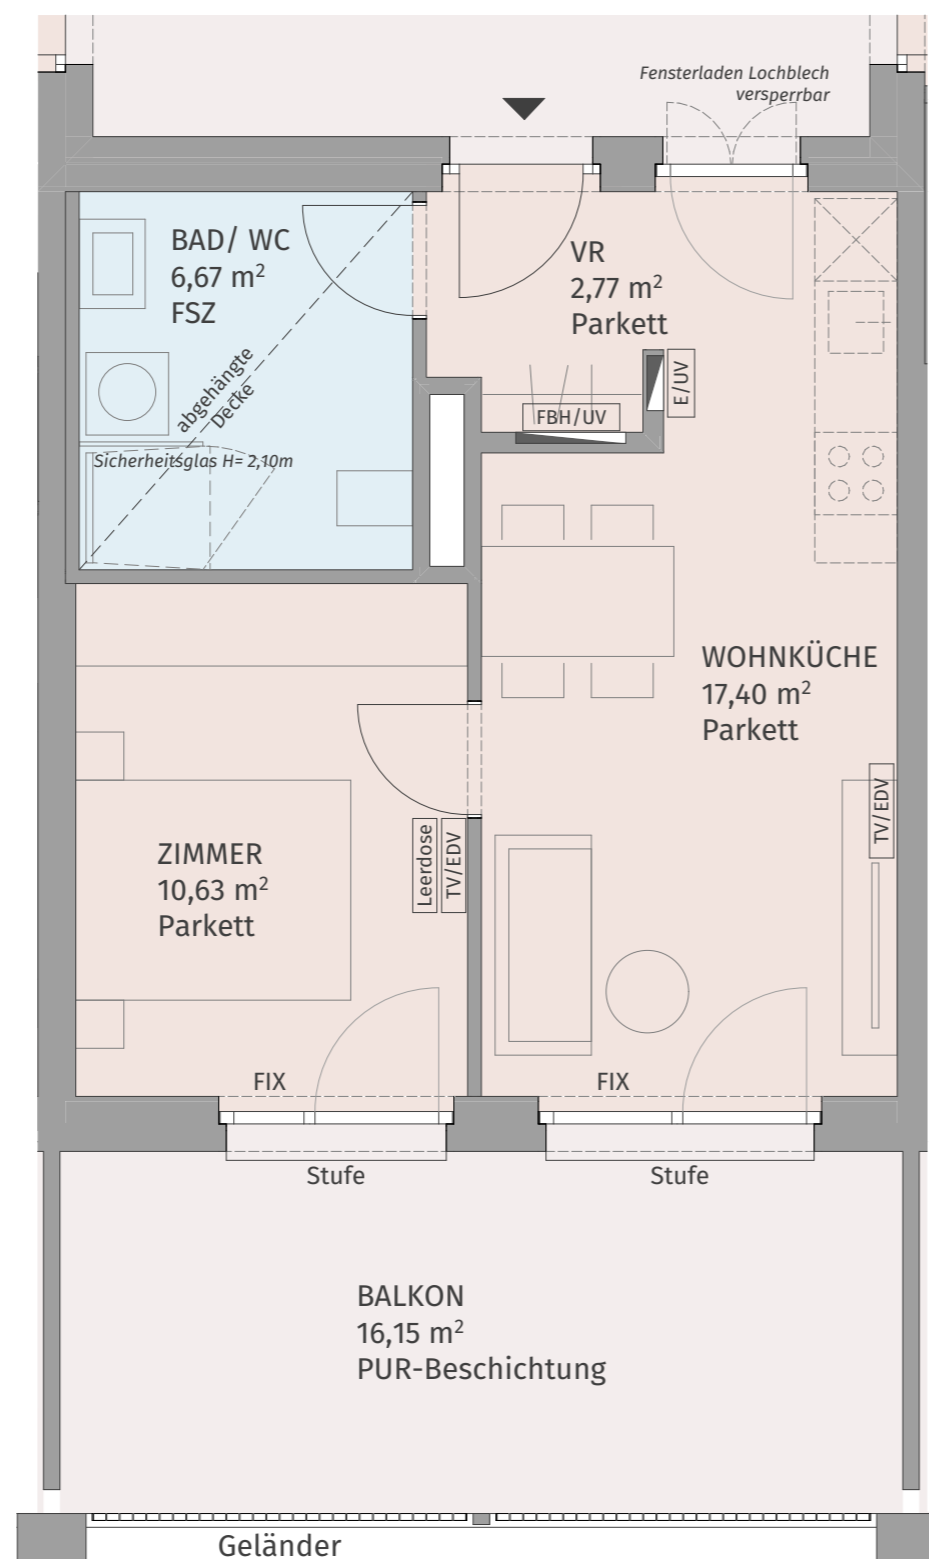 Fensterladen Lochblech
versperrbar
BAD/ WC
6,67 m²
FSZ
VR
2,77 m²
Parkett
abgehängte
Decke
E/UV
FBH/UV
Sicherheitsglas H= 2,10m
WOHNKÜCHE
17,40 m²
Parkett
TV/EDV
ZIMMER
10,63 m²
Parkett
Leerdose
TV/EDV
FIX
FIX
Stufe
Stufe
BALKON
16,15 m²
PUR-Beschichtung
Geländer